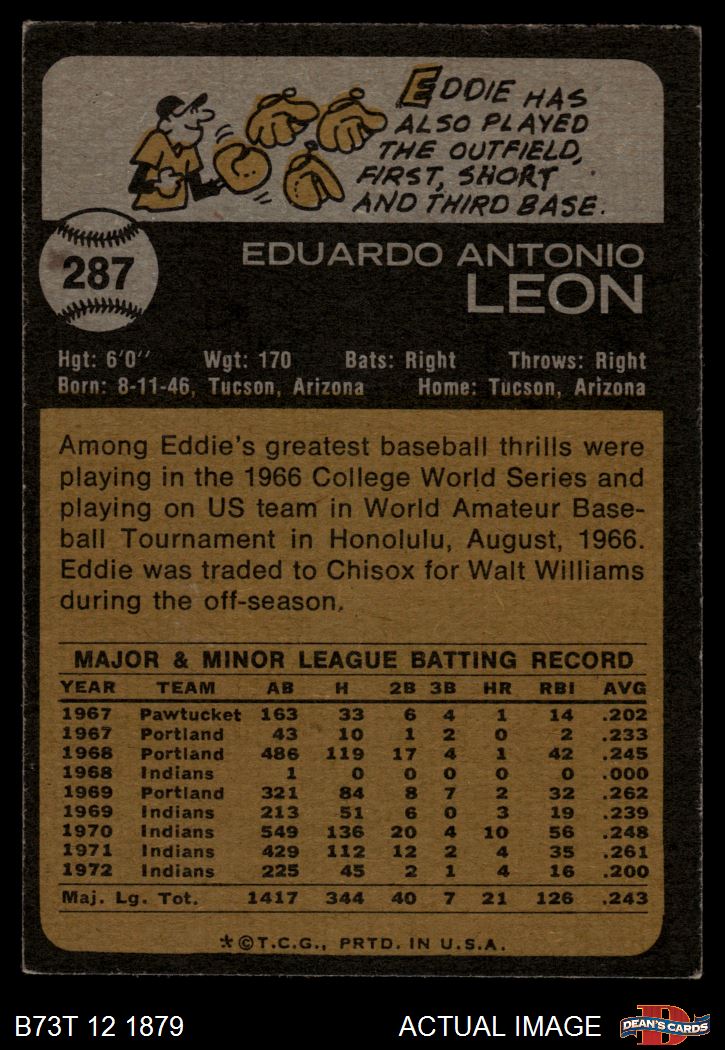 EDDIE HAS
ALSO PLAYED
THE OUTFIELD,
FIRST, SHORT
AND THIRD BASE.
287
EDUARDO ANTONIO
LEON
Hgt: 6'0'' Wgt: 170 Bats: Right Throws: Right
Born: 8-11-46, Tucson, Arizona Home: Tucson, Arizona
Among Eddie's greatest baseball thrills were
playing in the 1966 College World Series and
playing on US team in World Amateur Base-
ball Tournament in Honolulu, August, 1966.
Eddie was traded to Chisox for Walt Williams
during the off-season.
MAJOR & MINOR LEAGUE BATTING RECORD
YEAR TEAM AB H 2B 3B HR RBI AVG
1967 Pawtucket 163 33 6 4 1 14 .202
1967 Portland 43 10 1 2 0 2 .233
1968 Portland 486 119 17 4 1 42 .245
1968 Indians 1 0 0 0 0 0 .000
1969 Portland 321 84 8 7 2 32 .262
1969 Indians 213 51 6 0 3 19 .239
1970 Indians 549 136 20 4 10 56 .248
1971 Indians 429 112 12 2 4 35 .261
1972 Indians 225 45 2 1 4 16 .200
Maj. Lg. Tot. 1417 344 40 7 21 126 .243
*©T.C.G., PRTD. IN U.S.A.
B73T 12 1879 ACTUAL IMAGE D DEAN'S CARDS